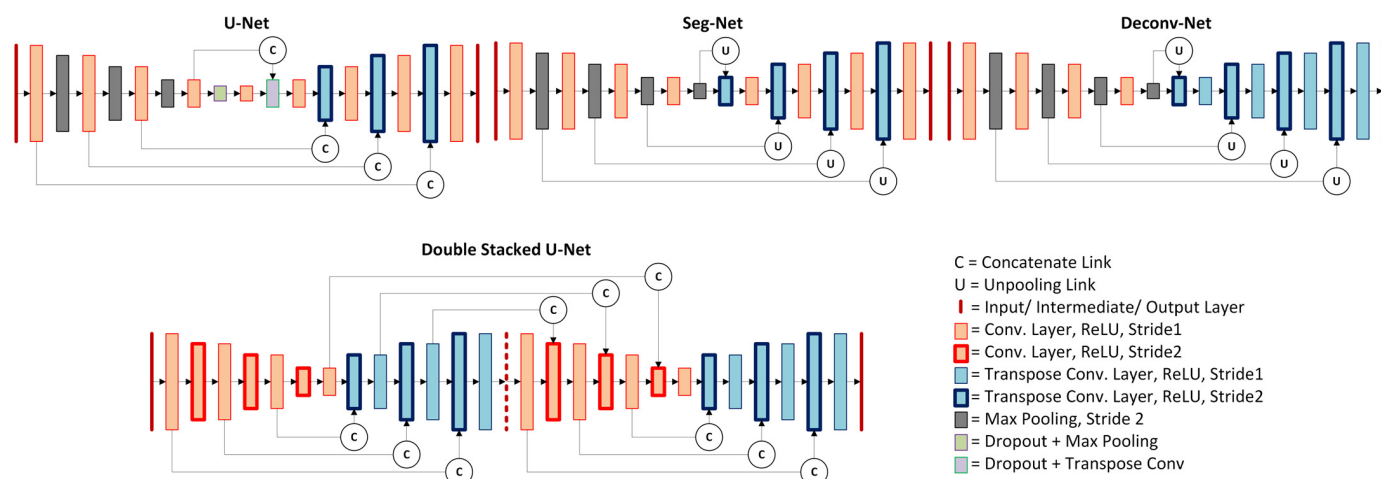 U-Net
Seg-Net
Deconv-Net
C
U
U
C
U
U
C
U
U
C
U
U
Double Stacked U-Net
C
C
C
C
C
C
C
C
C
C = Concatenate Link
U = Unpooling Link
= Input/ Intermediate/ Output Layer
= Conv. Layer, ReLU, Stride1
= Conv. Layer, ReLU, Stride2
= Transpose Conv. Layer, ReLU, Stride1
= Transpose Conv. Layer, ReLU, Stride2
= Max Pooling, Stride 2
= Dropout + Max Pooling
= Dropout + Transpose Conv